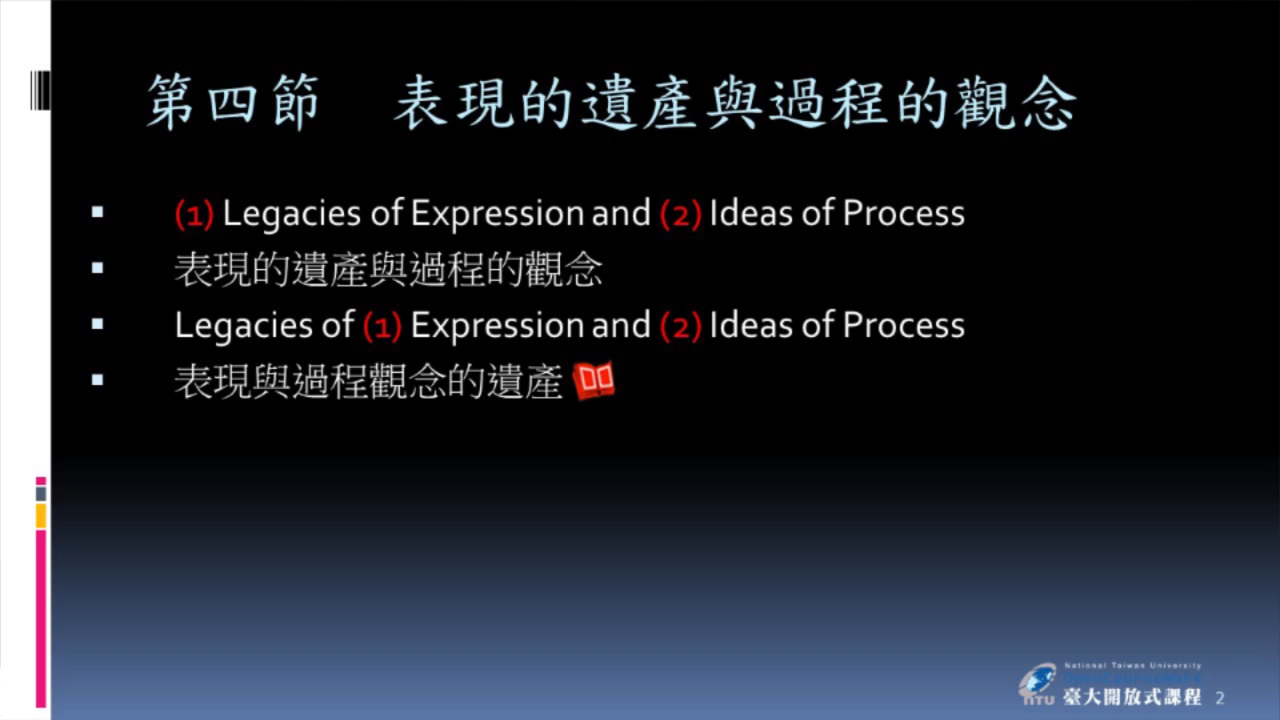 第四節 表現的遺產與過程的觀念
(1) Legacies of Expression and (2) Ideas of Process
表現的遺產與過程的觀念
Legacies of (1) Expression and (2) Ideas of Process
表現與過程觀念的遺產
National Taiwan University
OpenCourseWare
NTU 臺大開放式課程 2